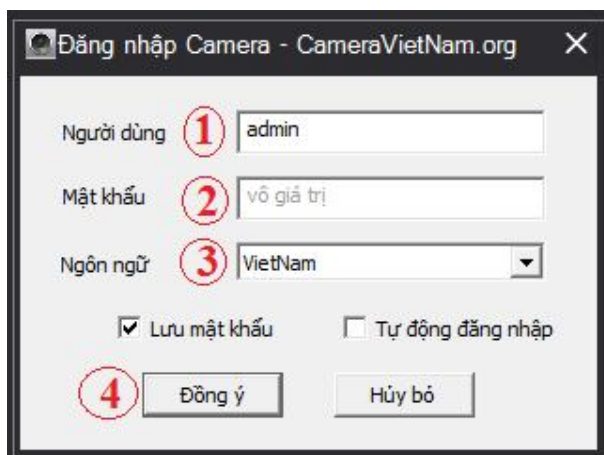 Đăng nhập Camera - CameraVietNam.org
Người dùng 1 admin
Mật khẩu 2 vô giá trị
Ngôn ngữ 3 VietNam
Lưu mật khẩu Tự động đăng nhập
4 Đồng ý Hủy bỏ